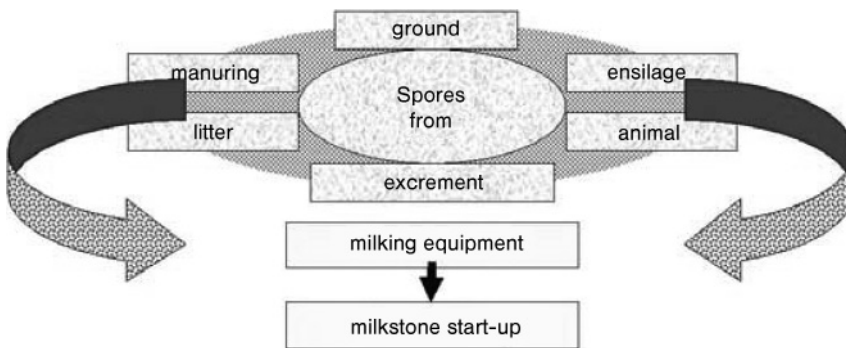 ground
manuring
ensilage
Spores
from
litter
animal
excrement
milking equipment
milkstone start-up